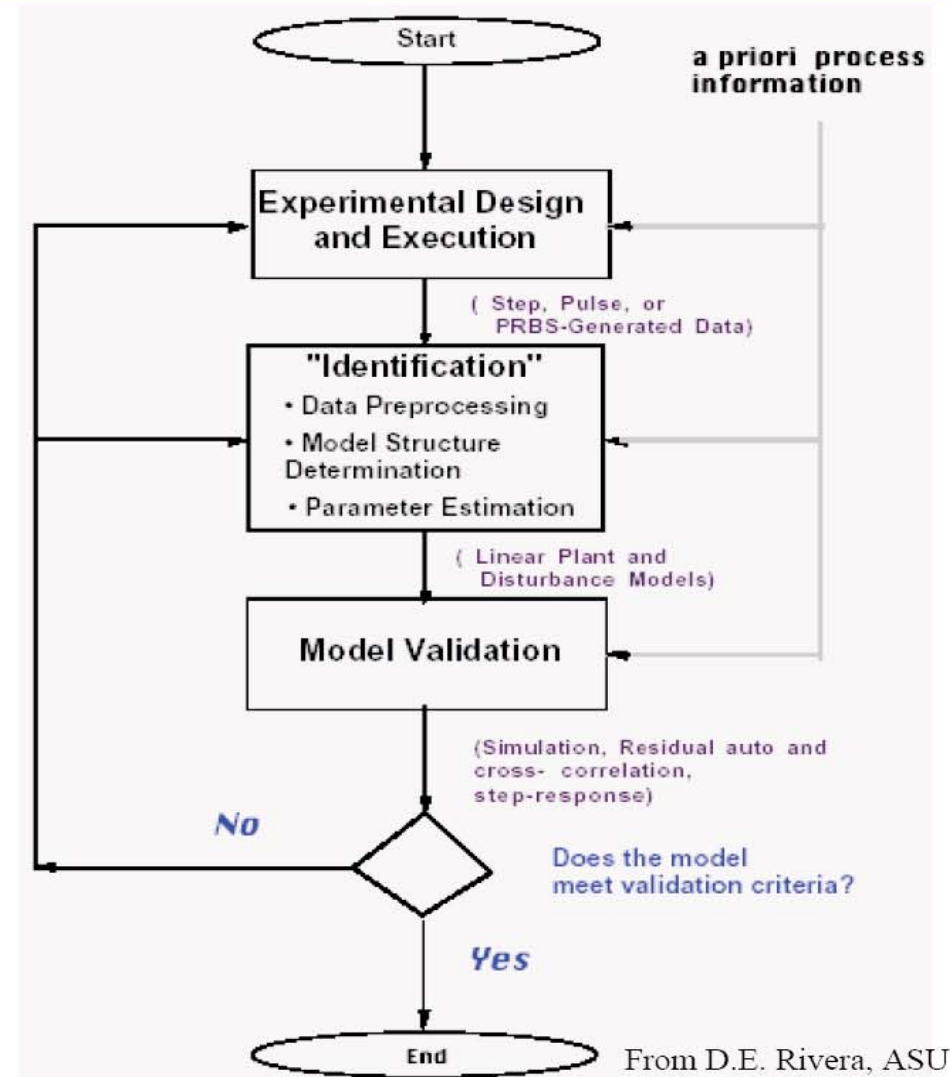 Start
a priori process
information
Experimental Design
and Execution
( Step, Pulse, or
PRBS-Generated Data)
"Identification"
• Data Preprocessing
• Model Structure
Determination
• Parameter Estimation
( Linear Plant and
Disturbance Models)
Model Validation
(Simulation, Residual auto and
cross- correlation,
step-response)
No
Does the model
meet validation criteria?
Yes
End
From D.E. Rivera, ASU